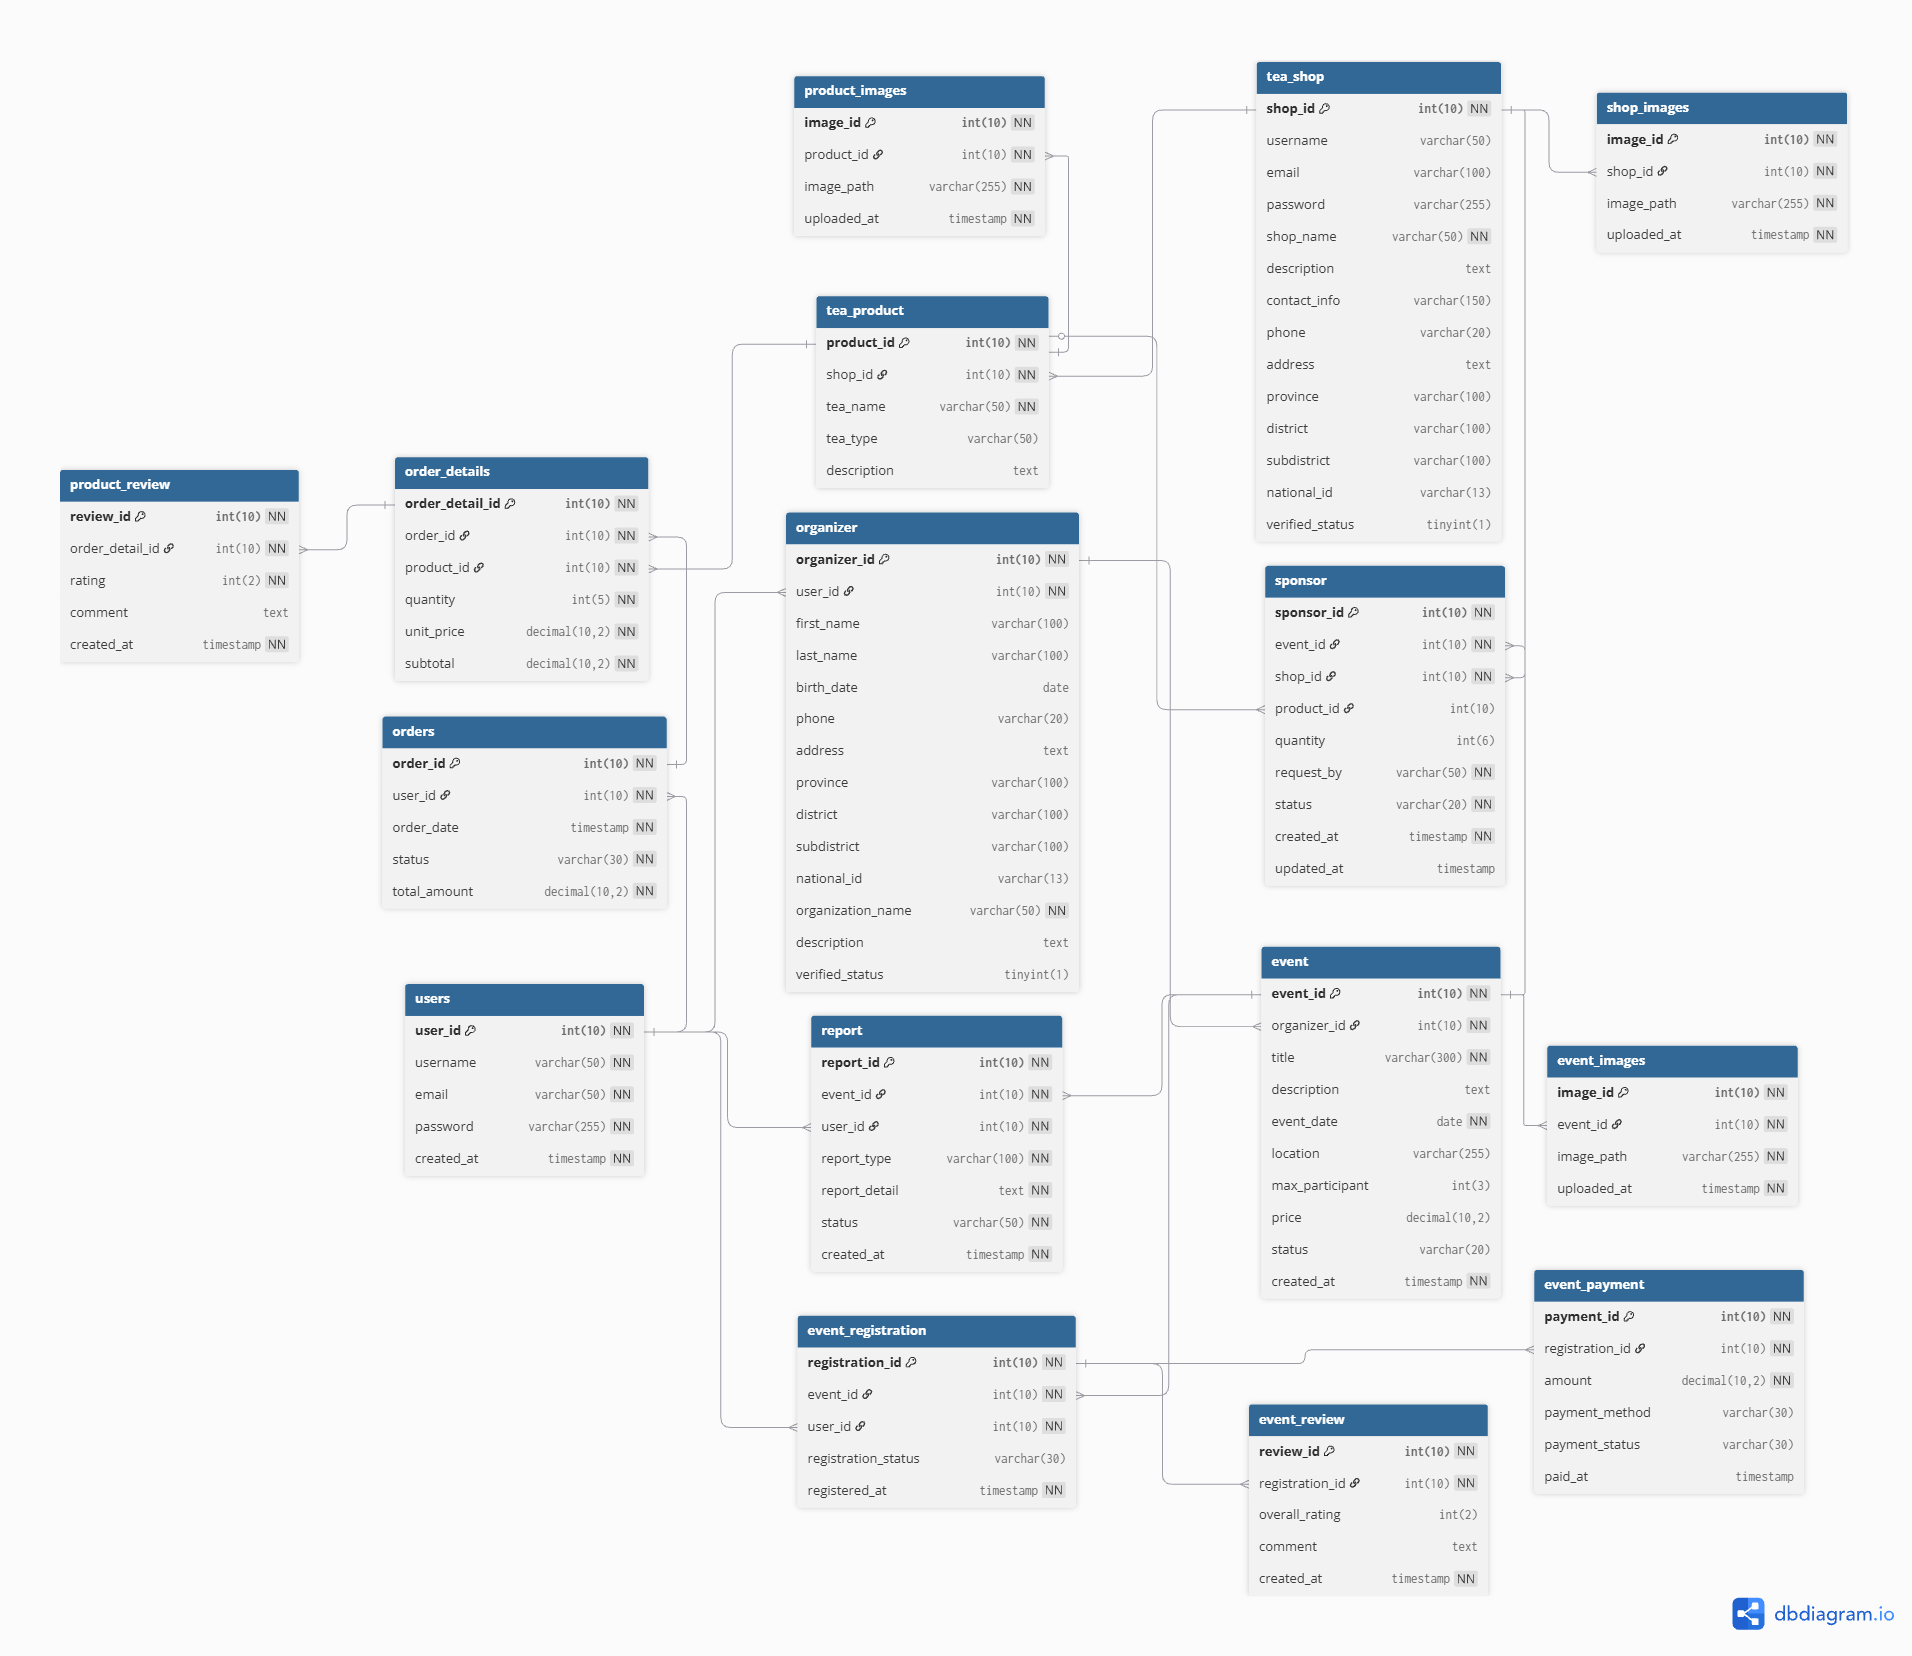 product_images
image_id int(10) NN
product_id int(10) NN
image_path varchar(255) NN
uploaded_at timestamp NN
tea_shop
shop_id int(10) NN
username varchar(50)
email varchar(100)
password varchar(255)
shop_name varchar(50) NN
description text
contact_info varchar(150)
phone varchar(20)
address text
province varchar(100)
district varchar(100)
subdistrict varchar(100)
national_id varchar(13)
verified_status tinyint(1)
shop_images
image_id int(10) NN
shop_id int(10) NN
image_path varchar(255) NN
uploaded_at timestamp NN
tea_product
product_id int(10) NN
shop_id int(10) NN
tea_name varchar(50) NN
tea_type varchar(50)
description text
product_review
review_id int(10) NN
order_detail_id int(10) NN
rating int(2) NN
comment text
created_at timestamp NN
order_details
order_detail_id int(10) NN
order_id int(10) NN
product_id int(10) NN
quantity int(5) NN
unit_price decimal(10,2) NN
subtotal decimal(10,2) NN
organizer
organizer_id int(10) NN
user_id int(10) NN
first_name varchar(100)
last_name varchar(100)
birth_date date
phone varchar(20)
address text
province varchar(100)
district varchar(100)
subdistrict varchar(100)
national_id varchar(13)
organization_name varchar(50) NN
description text
verified_status tinyint(1)
sponsor
sponsor_id int(10) NN
event_id int(10) NN
shop_id int(10) NN
product_id int(10)
quantity int(6)
request_by varchar(50) NN
status varchar(20) NN
created_at timestamp NN
updated_at timestamp
orders
order_id int(10) NN
user_id int(10) NN
order_date timestamp NN
status varchar(30) NN
total_amount decimal(10,2) NN
users
user_id int(10) NN
username varchar(50) NN
email varchar(50) NN
password varchar(255) NN
created_at timestamp NN
report
report_id int(10) NN
event_id int(10) NN
user_id int(10) NN
report_type varchar(100) NN
report_detail text NN
status varchar(50) NN
created_at timestamp NN
event
event_id int(10) NN
organizer_id int(10) NN
title varchar(300) NN
description text
event_date date NN
location varchar(255)
max_participant int(3)
price decimal(10,2)
status varchar(20)
created_at timestamp NN
event_images
image_id int(10) NN
event_id int(10) NN
image_path varchar(255) NN
uploaded_at timestamp NN
event_payment
payment_id int(10) NN
registration_id int(10) NN
amount decimal(10,2) NN
payment_method varchar(30)
payment_status varchar(30)
paid_at timestamp
event_registration
registration_id int(10) NN
event_id int(10) NN
user_id int(10) NN
registration_status varchar(30)
registered_at timestamp NN
event_review
review_id int(10) NN
registration_id int(10) NN
overall_rating int(2)
comment text
created_at timestamp NN
dbdiagram.io